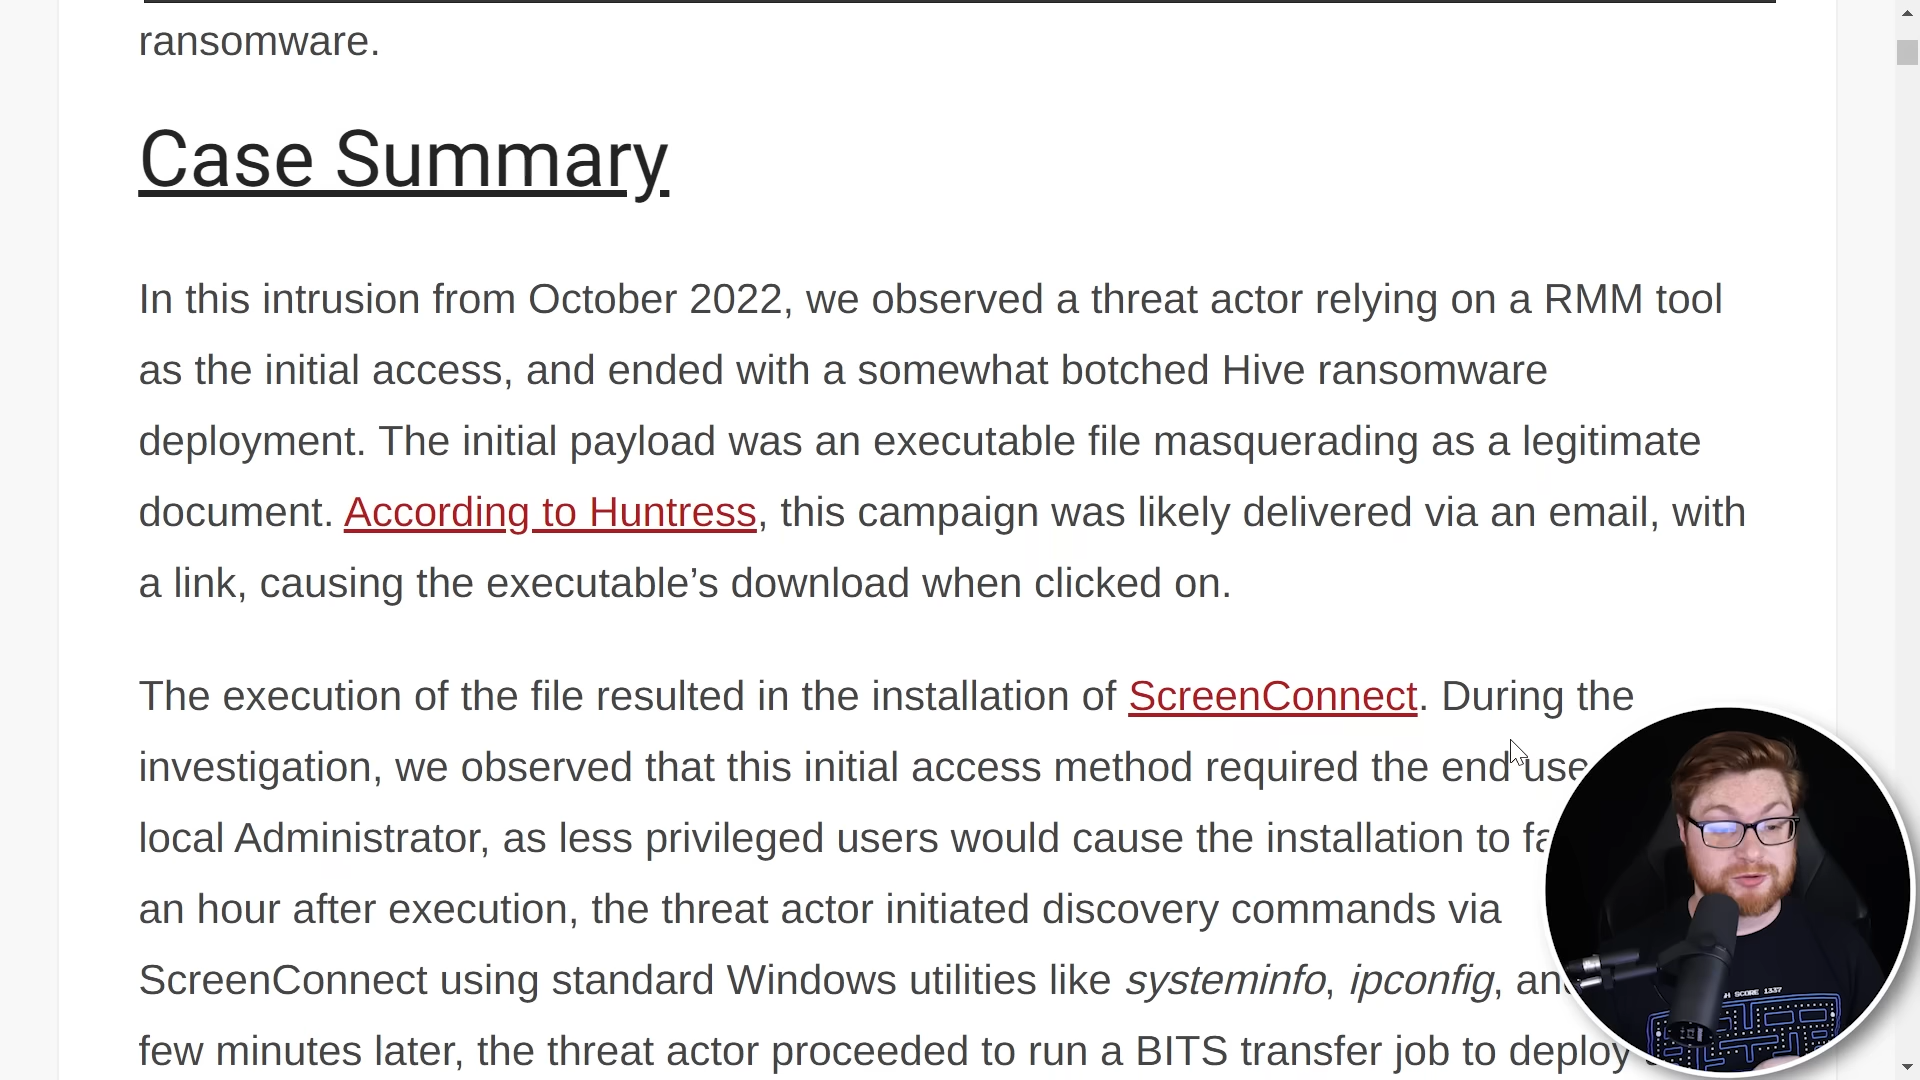 ransomware.
Case Summary
In this intrusion from October 2022, we observed a threat actor relying on a RMM tool
as the initial access, and ended with a somewhat botched Hive ransomware
deployment. The initial payload was an executable file masquerading as a legitimate
document. According to Huntress, this campaign was likely delivered via an email, with
a link, causing the executable’s download when clicked on.
The execution of the file resulted in the installation of ScreenConnect. During the
investigation, we observed that this initial access method required the end
local Administrator, as less privileged users would cause the installation to
an hour after execution, the threat actor initiated discovery commands via
ScreenConnect using standard Windows utilities like systeminfo, ipconfig,
few minutes later, the threat actor proceeded to run a BITS transfer job to deploy
SCORE 1337